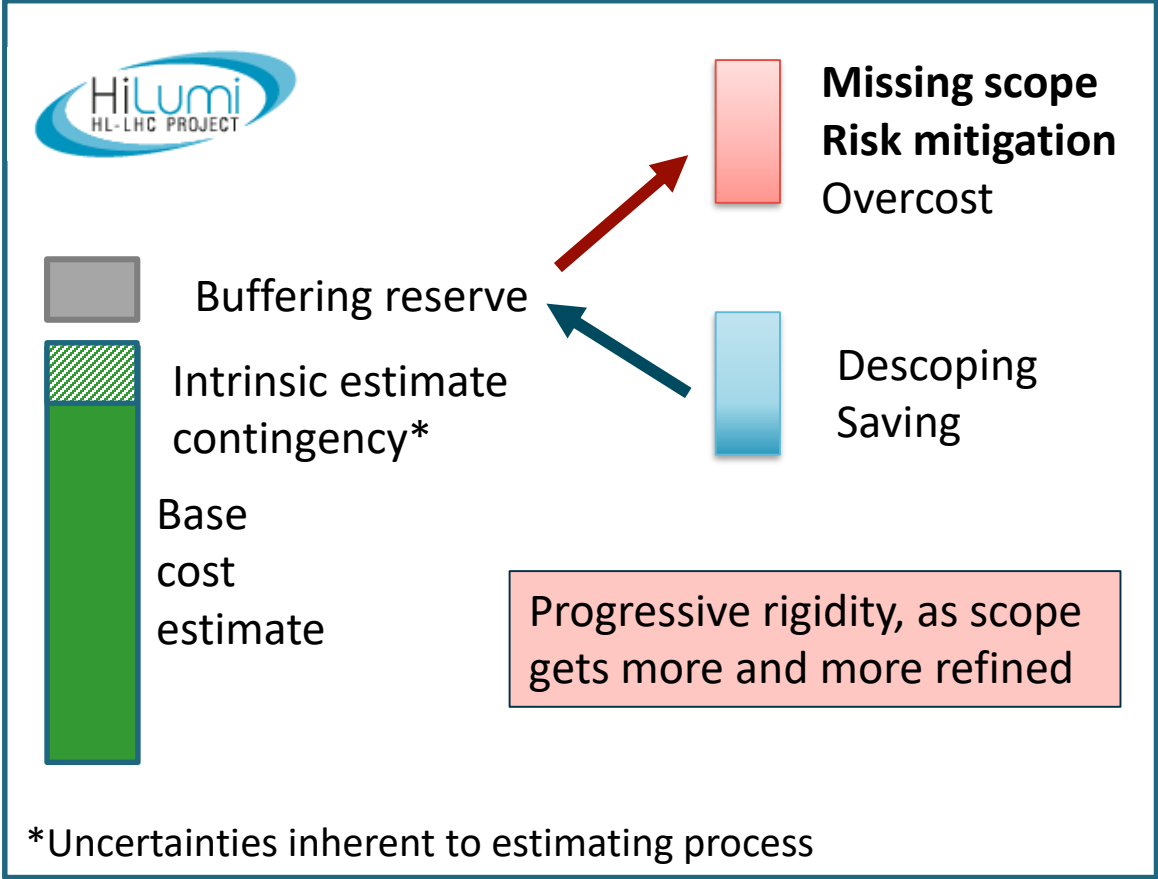 HiLumi
HL-LHC PROJECT
Missing scope
Risk mitigation
Overcost
Buffering reserve
Intrinsic estimate
contingency*
Descoping
Saving
Base
cost
estimate
Progressive rigidity, as scope
gets more and more refined
*Uncertainties inherent to estimating process